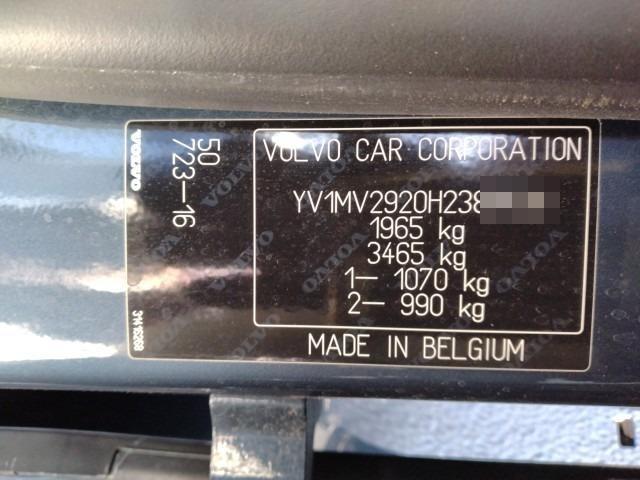 VOLVO
50
723-16
31416268
VOLVO CAR CORPORATION
YV1MV2920H238
1965 kg
3465 kg
1- 1070 kg
2- 990 kg
MADE IN BELGIUM